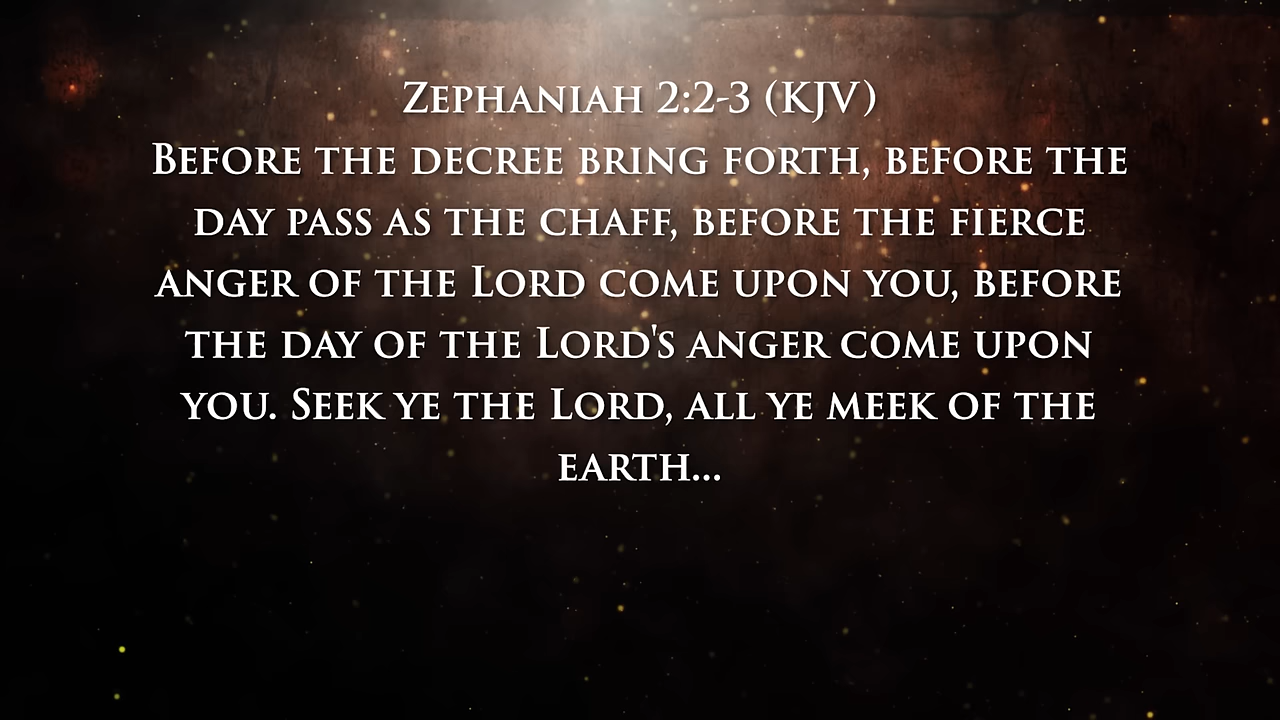 Zephaniah 2:2-3 (KJV)
Before the decree bring forth, before the
day pass as the chaff, before the fierce
anger of the Lord come upon you, before
the day of the Lord's anger come upon
you. Seek ye the Lord, all ye meek of the
earth...